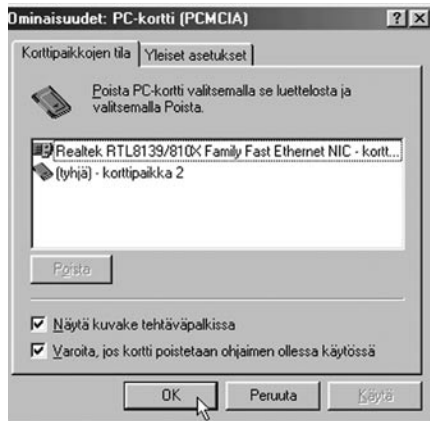 Ominaisuudet: PC-kortti (PCMCIA)
Korttipaikkojen tila
Yleiset asetukset
Poista PC-kortti valitsemalla se luettelosta ja
valitsemalla Poista.
Realtek RTL8139/810X Family Fast Ethernet NIC - kortt...
(tyhjä) - korttipaikka 2
Poista
Näytä kuvake tehtäväpalkissa
Varoita, jos kortti poistetaan ohjaimen ollessa käytössä
OK
Peruuta
Käytä